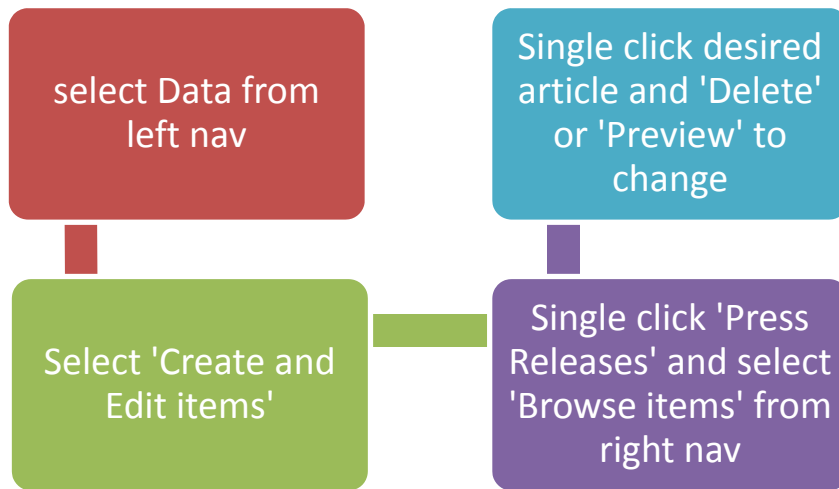 select Data from
left nav
Select 'Create and
Edit items'
Single click 'Press
Releases' and select
'Browse items' from
right nav
Single click desired
article and 'Delete'
or 'Preview' to
change